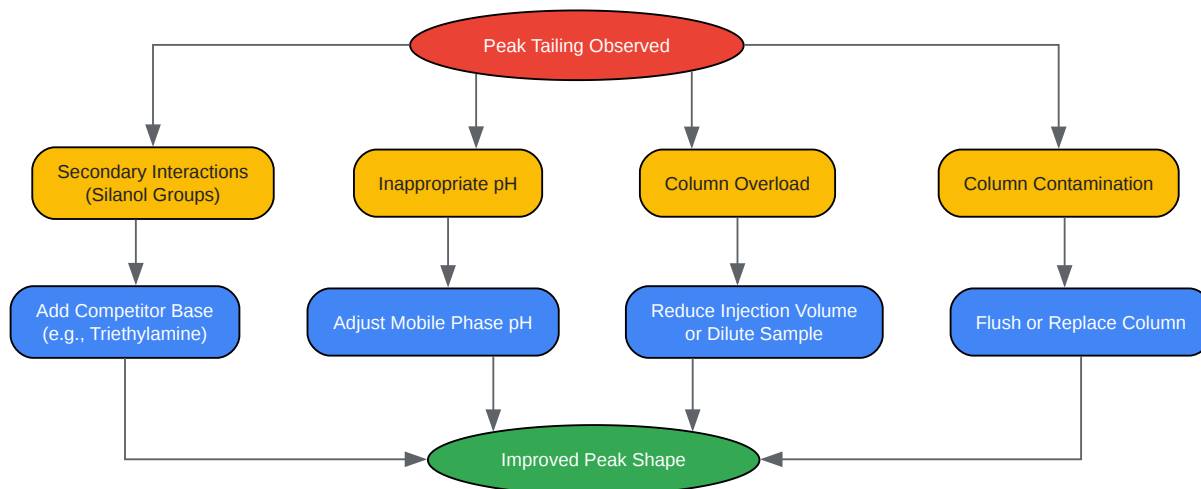 Peak Tailing Observed
Secondary Interactions
(Silanol Groups)
Inappropriate pH
Column Overload
Column Contamination
Add Competitor Base
(e.g., Triethylamine)
Adjust Mobile Phase pH
Reduce Injection Volume
or Dilute Sample
Flush or Replace Column
Improved Peak Shape